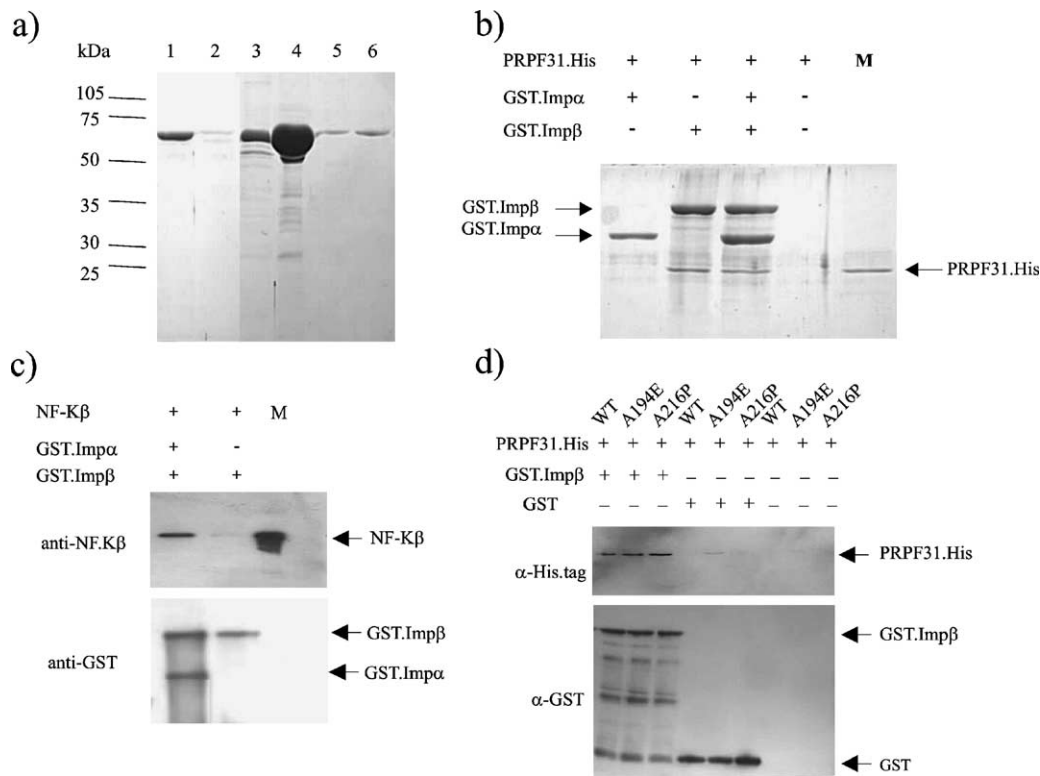 a)
kDa 1 2 3 4 5 6
105
75
50
35
30
25
b)
PRPF31.His + + + + M
GST.Impα + - + -
GST.Impβ - + + -
GST.Impβ
GST.Impα
PRPF31.His
c)
NF-Kβ + + M
GST.Impα + -
GST.Impβ + +
anti-NF.Kβ
NF-Kβ
anti-GST
GST.Impβ
GST.Impα
d)
WT A194E A216P WT A194E A216P WT A194E A216P
PRPF31.His + + + + + + + + +
GST.Impβ + + + – – – – – –
GST – – – + + + – – –
α-His.tag
PRPF31.His
α-GST
GST.Impβ
GST